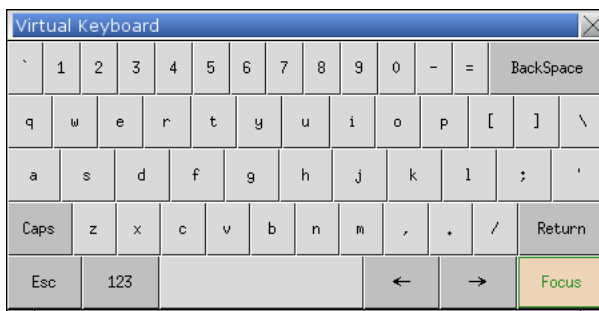 Virtual Keyboard
` 1 2 3 4 5 6 7 8 9 0 - = BackSpace
q w e r t y u i o p [ ] \
a s d f g h j k l ; '
Caps z x c v b n m , . / Return
Esc 123 ← → Focus